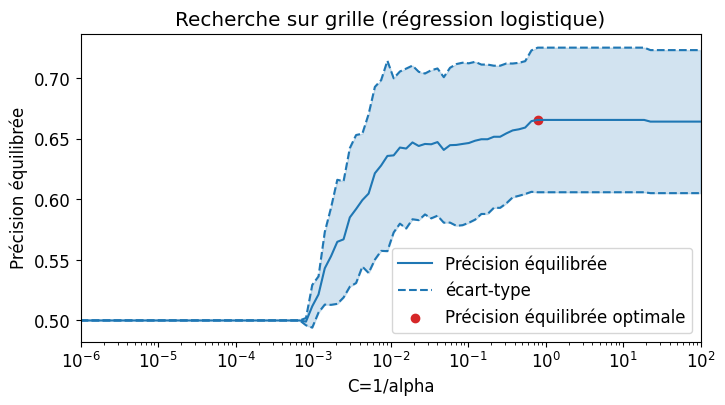 Recherche sur grille (régression logistique)
Précision équilibrée
0.70
0.65
0.60
0.55
0.50
Précision équilibrée
écart-type
Précision équilibrée optimale
10^{-6} 10^{-5} 10^{-4} 10^{-3} 10^{-2} 10^{-1} 10^{0} 10^{1} 10^{2}
C=1/alpha